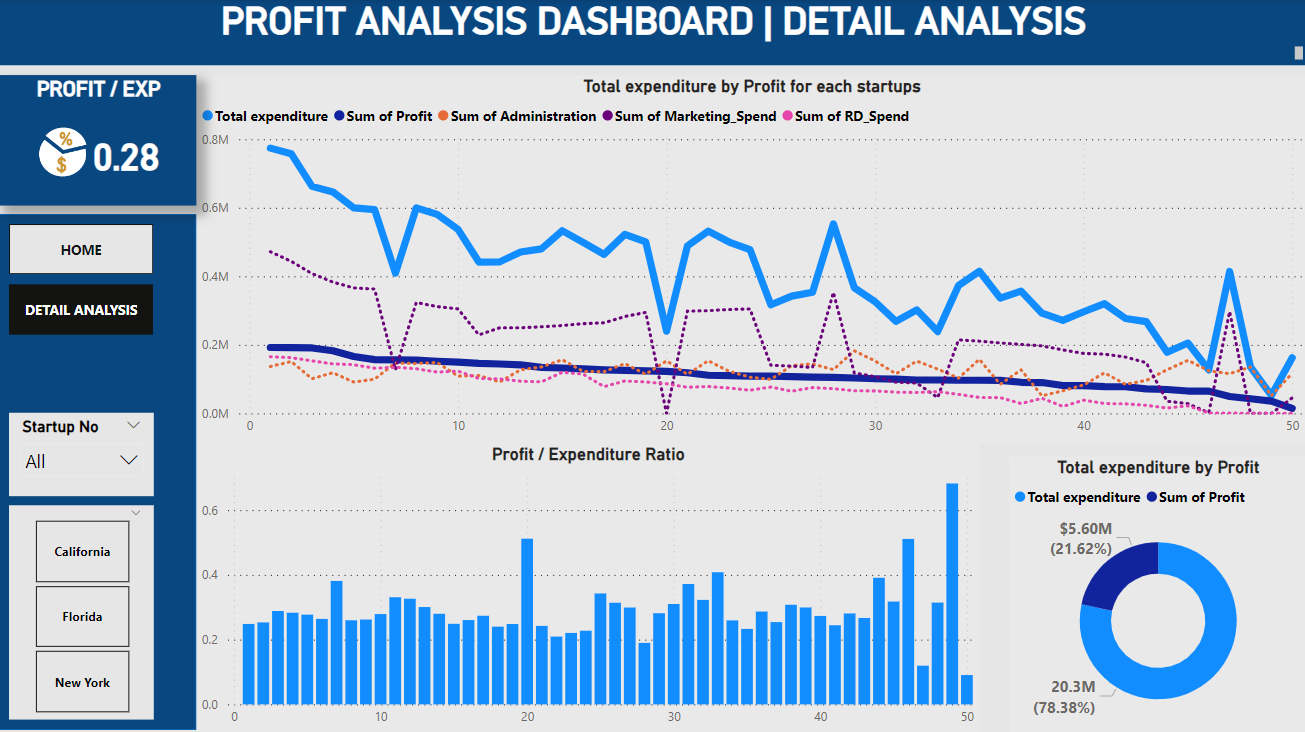 PROFIT ANALYSIS DASHBOARD | DETAIL ANALYSIS
PROFIT / EXP
%
$
0.28
HOME
DETAIL ANALYSIS
Startup No
All
California
Florida
New York
Total expenditure by Profit for each startups
Total expenditure Sum of Profit Sum of Administration Sum of Marketing_Spend Sum of RD_Spend
0.8M
0.6M
0.4M
0.2M
0.0M
0 10 20 30 40 50
Profit / Expenditure Ratio
0.6
0.4
0.2
0.0
0 10 20 30 40 50
Total expenditure by Profit
Total expenditure Sum of Profit
$5.60M
(21.62%)
20.3M
(78.38%)